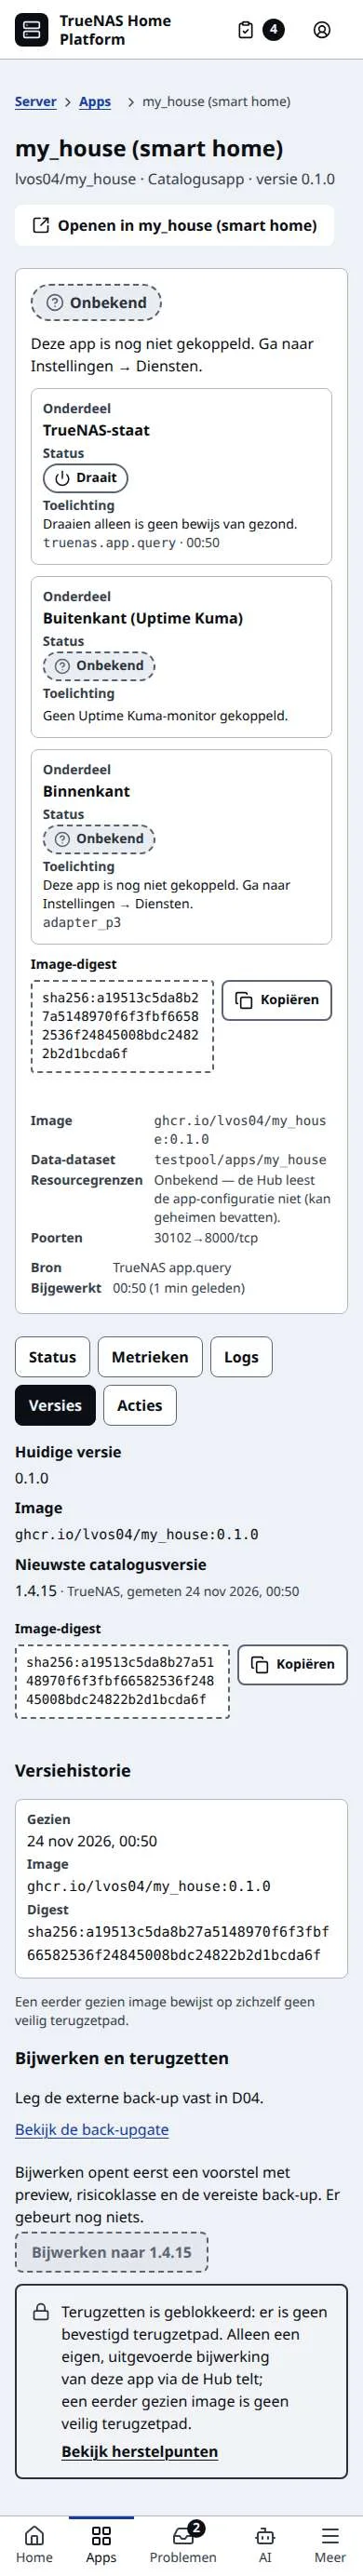 TrueNAS Home
Platform
4
Server > Apps > my_house (smart home)
my_house (smart home)
lvos04/my_house · Catalogusapp · versie 0.1.0
Openen in my_house (smart home)
Onbekend
Deze app is nog niet gekoppeld. Ga naar
Instellingen → Diensten.
Onderdeel
TrueNAS-staat
Status
Draait
Toelichting
Draaien alleen is geen bewijs van gezond.
truenas.app.query · 00:50
Onderdeel
Buitenkant (Uptime Kuma)
Status
Onbekend
Toelichting
Geen Uptime Kuma-monitor gekoppeld.
Onderdeel
Binnenkant
Status
Onbekend
Toelichting
Deze app is nog niet gekoppeld. Ga naar
Instellingen → Diensten.
adapter_p3
Image-digest
sha256:a19513c5da8b2
7a5148970f6f3fbf6658
2536f24845008bdc2482
2b2d1bcda6f
Kopiëren
Image ghcr.io/lvos04/my_hous
e:0.1.0
Data-dataset testpool/apps/my_house
Resourcegrenzen Onbekend — de Hub leest
de app-configuratie niet (kan
geheimen bevatten).
Poorten 30102→8000/tcp
Bron TrueNAS app.query
Bijgewerkt 00:50 (1 min geleden)
Status Metrieken Logs
Versies Acties
Huidige versie
0.1.0
Image
ghcr.io/lvos04/my_house:0.1.0
Nieuwste catalogusversie
1.4.15 · TrueNAS, gemeten 24 nov 2026, 00:50
Image-digest
sha256:a19513c5da8b27a51
48970f6f3fbf66582536f248
45008bdc24822b2d1bcda6f
Kopiëren
Versiehistorie
Gezien
24 nov 2026, 00:50
Image
ghcr.io/lvos04/my_house:0.1.0
Digest
sha256:a19513c5da8b27a5148970f6f3fbf
66582536f24845008bdc24822b2d1bcda6f
Een eerder gezien image bewijst op zichzelf geen
veilig terugzetpad.
Bijwerken en terugzetten
Leg de externe back-up vast in D04.
Bekijk de back-upgate
Bijwerken opent eerst een voorstel met
preview, risicoklasse en de vereiste back-up. Er
gebeurt nog niets.
Bijwerken naar 1.4.15
Terugzetten is geblokkeerd: er is geen
bevestigd terugzetpad. Alleen een
eigen, uitgevoerde bijwerking
van deze app via de Hub telt;
een eerder gezien image is geen
veilig terugzetpad.
Bekijk herstelpunten
2
Home Apps Problemen AI Meer